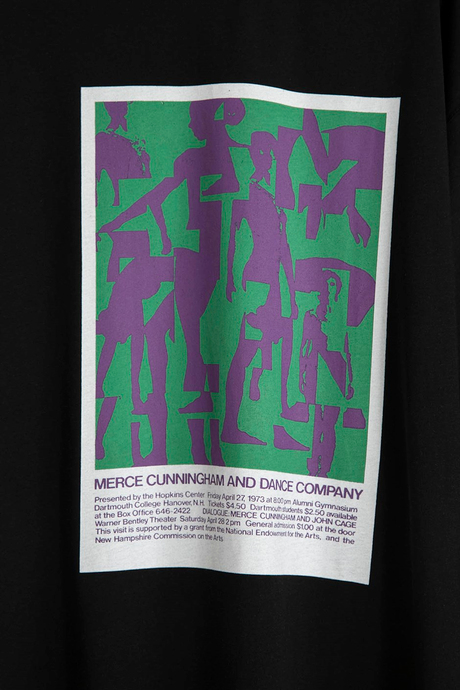 MERCE CUNNINGHAM AND DANCE COMPANY
Presented by the Hopkins Center Friday April 27, 1973 at 8:00 pm Alumni Gymnasium
Dartmouth College Hanover, N.H. Tickets $4.50 Dartmouth students $2.50 available
at the Box Office 646-2422 DIALOGUE: MERCE CUNNINGHAM AND JOHN CAGE
Warner Bentley Theater Saturday April 28 2 pm General admission $1.00 at the door
This visit is supported by a grant from the National Endowment for the Arts, and the
New Hampshire Commission on the Arts